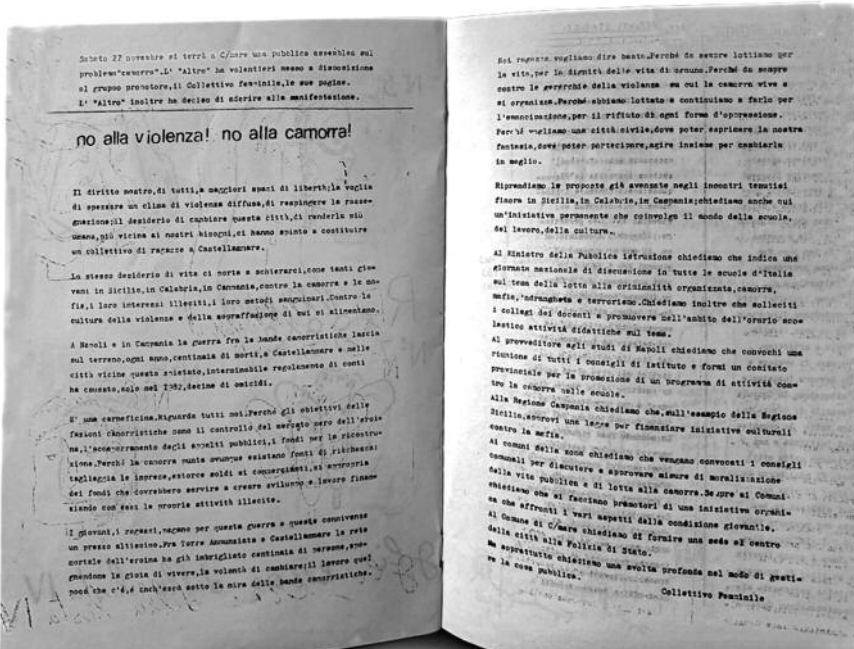 Sabato 27 novembre si terrà a C/mare una pubblica assemblea sul
problema"camorra".L' "Altro" ha volentieri messo a disposizione
al gruppo promotore,il Collettivo femminile,le sue pagine.
L' "Altro" inoltre ha deciso di aderire alla manifestazione.
no alla violenza! no alla camorra!
Il diritto nostro,di tutti,a maggiori spazi di libertà;la voglia
di spezzare un clima di violenza diffusa,di respingere la rasse-
gnazione;il desiderio di cambiare questa città,di renderla più
umana,più vicina ai nostri bisogni,ci hanno spinto a costituire
un collettivo di ragazze a Castellammare.
Lo stesso desiderio di vita ci porta a schierarci,come tanti gio-
vani in Sicilia,in Calabria,in Campania,contro la camorra e la ma-
fia,i loro interessi illeciti,i loro metodi sanguinari.Contro la
cultura della violenza e della sopraffazione di cui si alimentano.
A Napoli e in Campania la guerra fra le bande camorristiche lascia
sul terreno,ogni anno,centinaia di morti,a Castellammare e nelle
città vicine questo spietato,interminabile regolamento di conti
ha causato,solo nel 1982,decine di omicidi.
E' una carneficina.Riguarda tutti noi.Perché gli obiettivi delle
fazioni camorristiche sono il controllo del mercato nero dell'eroi-
na,l'accaparramento degli appalti pubblici,i fondi per la ricostru-
zione.Perché la camorra punta ovunque esistano fonti di ricchezza:
taglieggia le imprese,estorce soldi ai commercianti,si appropria
dei fondi che dovrebbero servire a creare sviluppo e lavoro finan-
ziando con essi le proprie attività illecite.
I giovani,i ragazzi,pagano per questa guerra e queste connivenze
un prezzo altissimo.Fra Torre Annunziata e Castellammare la rete
mortale dell'eroina ha già imbrigliato centinaia di persone,spe-
gnendone la gioia di vivere,la volontà di cambiare;il lavoro quel
poco che c'é,é anch'esso sotto la mira delle bande camorristiche.
Noi ragazze vogliamo dire basta.Perché da sempre lottiamo per
la vita,per la dignità della vita di ognuno.Perché da sempre
contro le gerarchie della violenza su cui la camorra vive e
si organizza.Perché abbiamo lottato e continuiamo a farlo per
l'emancipazione,per il rifiuto di ogni forma d'oppressione.
Perché vogliamo una città civile,dove poter esprimere la nostra
fantasia,dove poter partecipare,agire insieme per cambiarla
in meglio.
Riprendiamo le proposte già avanzate negli incontri tenutisi
finora in Sicilia,in Calabria,in Campania;chiediamo anche qui
un'iniziativa permanente che coinvolga il mondo della scuola,
del lavoro,della cultura.
Al Ministro della Pubblica istruzione chiediamo che indica una
giornata nazionale di discussione in tutte le scuole d'Italia
sul tema della lotta alla criminalità organizzata,camorra,
mafia,'ndrangheta e terrorismo.Chiediamo inoltre che solleciti
i collegi dei docenti a promuovere nell'ambito dell'orario sco-
lastico attività didattiche sul tema.
Al provveditore agli studi di Napoli chiediamo che convochi una
riunione di tutti i consigli di istituto e formi un comitato
provinciale per la promozione di un programma di attività con-
tro la camorra nelle scuole.
Alla Regione Campania chiediamo che,sull'esempio della Regione
Sicilia,approvi una legge per finanziare iniziative culturali
contro la mafia.
Ai comuni della zona chiediamo che vengano convocati i consigli
comunali per discutere e approvare misure di moralizzazione
della vita pubblica e di lotta alla camorra.Sempre ai Comuni
chiediamo che si facciano promotori di una iniziativa organi-
ca che affronti i vari aspetti della condizione giovanile.
Al Comune di C/mare chiediamo di fornire una sede al centro
della città alla Polizia di Stato.
Ma soprattutto chiediamo una svolta profonda nel modo di gesti-
re la cosa pubblica.
Collettivo Femminile